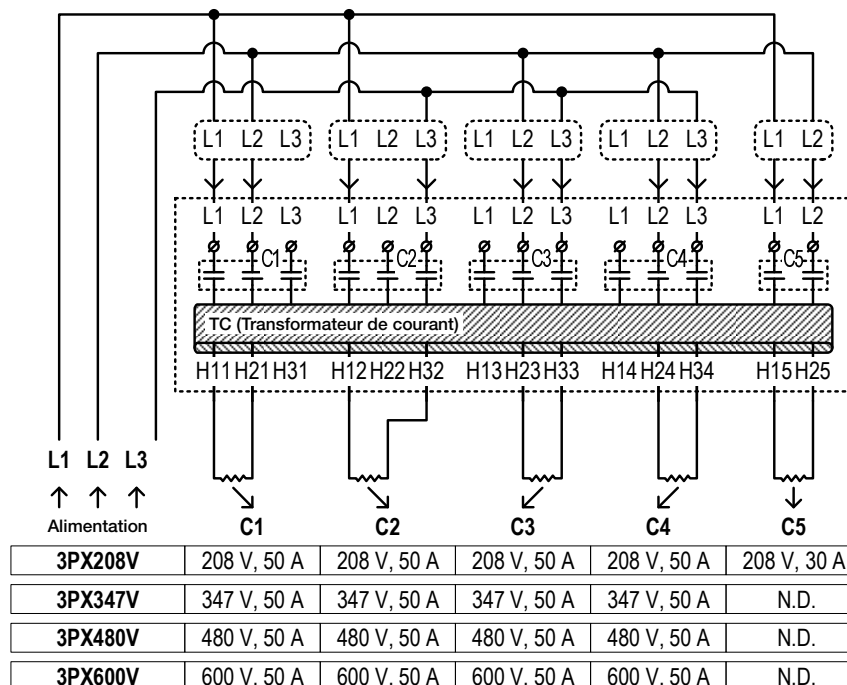 L1 L2 L3 L1 L2 L3 L1 L2 L3 L1 L2 L3 L1 L2
L1 L2 L3 L1 L2 L3 L1 L2 L3 L1 L2 L3 L1 L2
C1 C2 C3 C4 C5
TC (Transformateur de courant)
H11 H21 H31 H12 H22 H32 H13 H23 H33 H14 H24 H34 H15 H25
L1 L2 L3
Alimentation
C1 C2 C3 C4 C5
3PX208V 208 V, 50 A 208 V, 50 A 208 V, 50 A 208 V, 50 A 208 V, 30 A
3PX347V 347 V, 50 A 347 V, 50 A 347 V, 50 A 347 V, 50 A N.D.
3PX480V 480 V, 50 A 480 V, 50 A 480 V, 50 A 480 V, 50 A N.D.
3PX600V 600 V, 50 A 600 V, 50 A 600 V, 50 A 600 V, 50 A N.D.